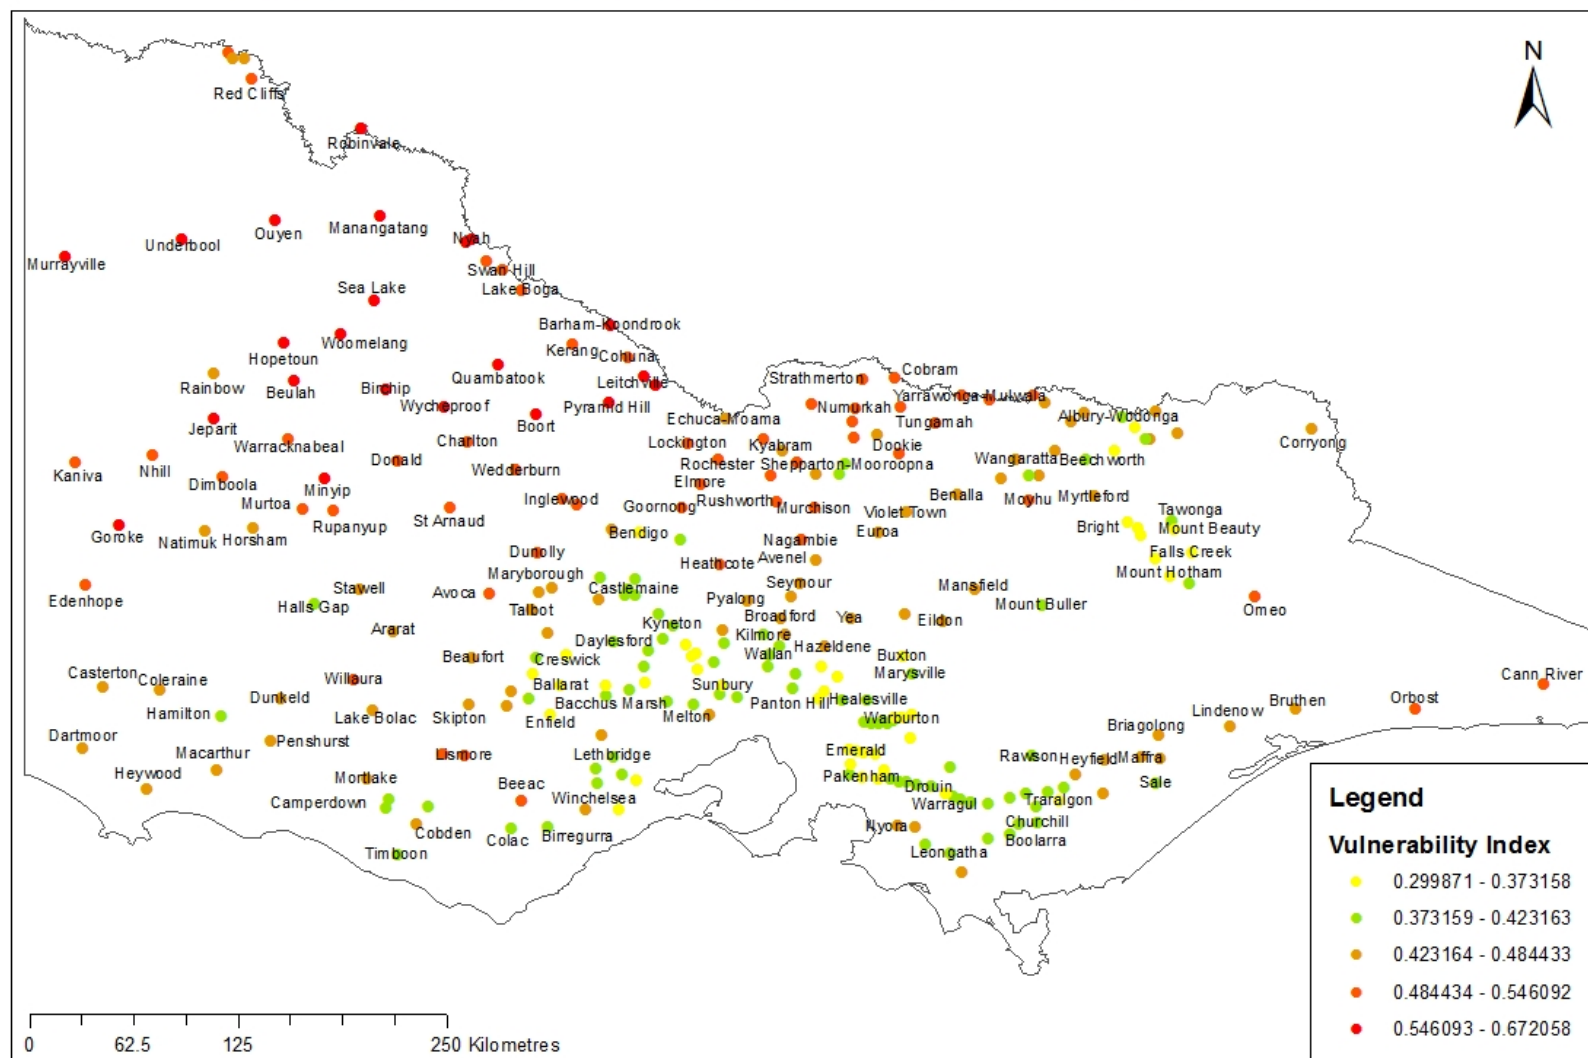 N
Red Cliffs
Robinvale
Manangatang
Ouyen
Underbool
Nyah
Murrayville
Swan Hill
Sea Lake
Lake Boga
Barham-Koondrook
Woomelang
Kerang
Cohuna
Hopetoun
Strathmerton
Cobram
Quambatook
Leitchville
Rainbow
Beulah
Birchip
Yarrawonga-Mulwala
Wycheproof
Pyramid Hill
Numurkah
Echuca-Moama
Albury-Wodonga
Boort
Tungamah
Jeparit
Warracknabeal
Charlton
Lockington
Kyabram
Dookie
Corryong
Donald
Rochester
Shepparton-Mooroopna
Wangaratta
Beechworth
Kaniva
Nhill
Wedderburn
Dimboola
Elmore
Minyip
Benalla
Moyhu
Myrtleford
Murtoa
Inglewood
Goornong
Rushworth
Murchison
Violet Town
Tawonga
St Arnaud
Rupanyup
Bright
Mount Beauty
Goroke
Natimuk
Horsham
Bendigo
Nagambie
Euroa
Dunolly
Avenel
Falls Creek
Heathcote
Mount Hotham
Maryborough
Stawell
Castlemaine
Seymour
Mansfield
Edenhope
Halls Gap
Avoca
Pyalong
Mount Buller
Omeo
Talbot
Broadford
Yea
Eildon
Ararat
Kyneton
Kilmore
Daylesford
Hazeldene
Beaufort
Creswick
Wallan
Buxton
Marysville
Casterton
Coleraine
Willaura
Ballarat
Sunbury
Cann River
Dunkeld
Bacchus Marsh
Panton Hill
Healesville
Bruthen
Orbost
Hamilton
Lake Bolac
Skipton
Enfield
Melton
Warburton
Lindenow
Briagolong
Dartmoor
Penshurst
Macarthur
Lismore
Lethbridge
Emerald
Rawson
Heyfield
Maffra
Heywood
Mortlake
Beeac
Pakenham
Drouin
Sale
Camperdown
Winchelsea
Warragul
Traralgon
Cobden
Colac
Birregurra
Nyora
Churchill
Boolarra
Timboon
Leongatha
Legend
Vulnerability Index
0.299871 - 0.373158
0.373159 - 0.423163
0.423164 - 0.484433
0.484434 - 0.546092
0.546093 - 0.672058
0 62.5 125 250 Kilometres